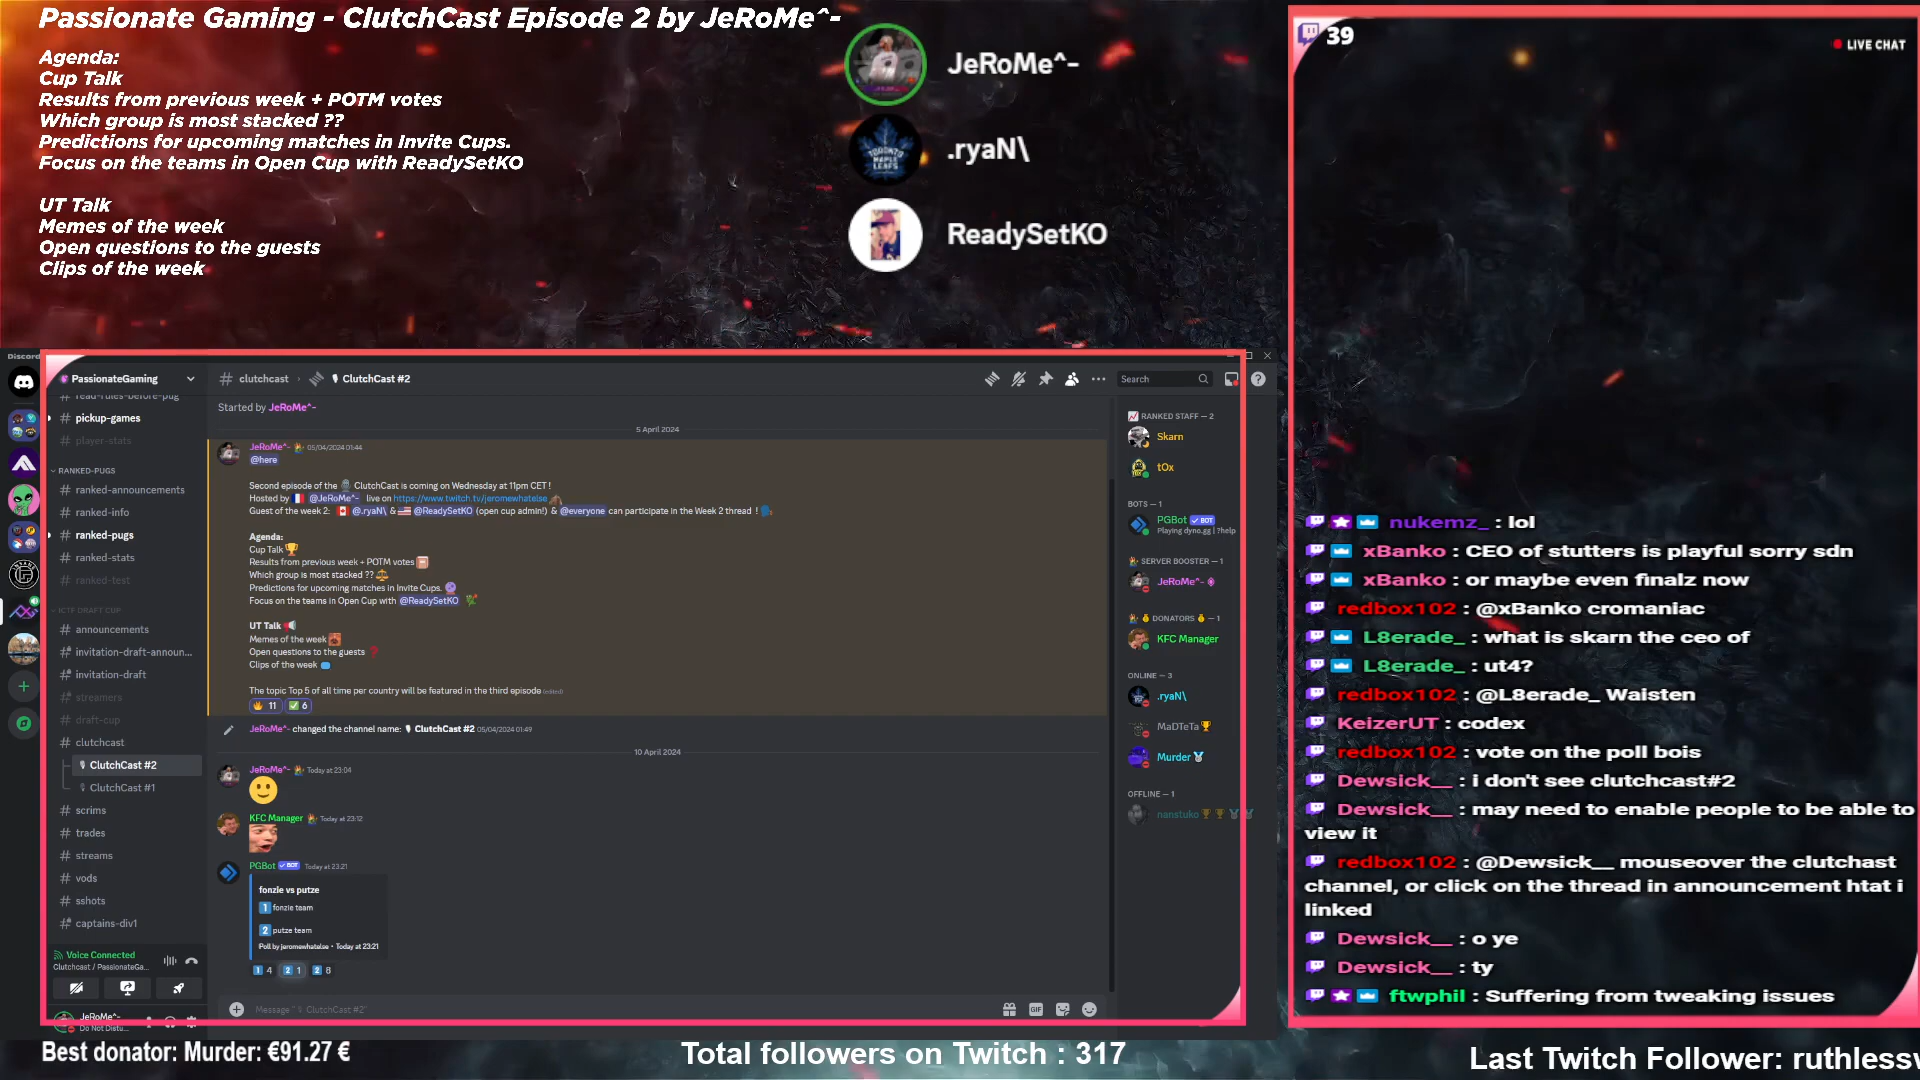 Passionate Gaming - ClutchCast Episode 2 by JeRoMe^-
Agenda:
Cup Talk
Results from previous week + POTM votes
Which group is most stacked ??
Predictions for upcoming matches in Invite Cups.
Focus on the teams in Open Cup with ReadySetKO
UT Talk
Memes of the week
Open questions to the guests
Clips of the week
JeRoMe^-
.ryaN\
ReadySetKO
39
LIVE CHAT
Discord
PassionateGaming
# clutchcast › ClutchCast #2
Search
read-rules-before-pug
# pickup-games
# player-stats
RANKED-PUGS
# ranked-announcements
# ranked-info
# ranked-pugs
# ranked-stats
# ranked-test
ICTF DRAFT CUP
# announcements
# invitation-draft-announ...
# invitation-draft
# streamers
# draft-cup
# clutchcast
ClutchCast #2
ClutchCast #1
# scrims
# trades
# streams
# vods
# sshots
# captains-div1
Voice Connected
Clutchcast / PassionateGa...
JeRoMe^-
Do Not Distu...
Started by JeRoMe^-
5 April 2024
JeRoMe^- 05/04/2024 01:44
@here
Second episode of the ClutchCast is coming on Wednesday at 11pm CET !
Hosted by @JeRoMe^- live on https://www.twitch.tv/jeromewhatelse
Guest of the week 2: @.ryaN\ & @ReadySetKO (open cup admin!) & @everyone can participate in the Week 2 thread !
Agenda:
Cup Talk
Results from previous week + POTM votes
Which group is most stacked ??
Predictions for upcoming matches in Invite Cups.
Focus on the teams in Open Cup with @ReadySetKO
UT Talk
Memes of the week
Open questions to the guests
Clips of the week
The topic Top 5 of all time per country will be featured in the third episode (edited)
11 6
JeRoMe^- changed the channel name: ClutchCast #2 05/04/2024 01:49
10 April 2024
JeRoMe^- Today at 23:04
KFC Manager Today at 23:12
PGBot BOT Today at 23:21
fonzie vs putze
1 fonzie team
2 putze team
Poll by jeromewhatelse • Today at 23:21
1 4 2 1 2 8
Message " ClutchCast #2"
GIF
RANKED STAFF — 2
Skarn
tOx
BOTS — 1
PGBot BOT
Playing dyno.gg | ?help
SERVER BOOSTER — 1
JeRoMe^-
DONATORS — 1
KFC Manager
ONLINE — 3
.ryaN\
MaDTeTa
Murder
OFFLINE — 1
nanstuko
nukemz_ : lol
xBanko : CEO of stutters is playful sorry sdn
xBanko : or maybe even finalz now
redbox102 : @xBanko cromaniac
L8erade_ : what is skarn the ceo of
L8erade_ : ut4?
redbox102 : @L8erade_ Waisten
KeizerUT : codex
redbox102 : vote on the poll bois
Dewsick__ : i don't see clutchcast#2
Dewsick__ : may need to enable people to be able to
view it
redbox102 : @Dewsick__ mouseover the clutchast
channel, or click on the thread in announcement htat i
linked
Dewsick__ : o ye
Dewsick__ : ty
ftwphil : Suffering from tweaking issues
Best donator: Murder: €91.27 €
Total followers on Twitch : 317
Last Twitch Follower: ruthlessv